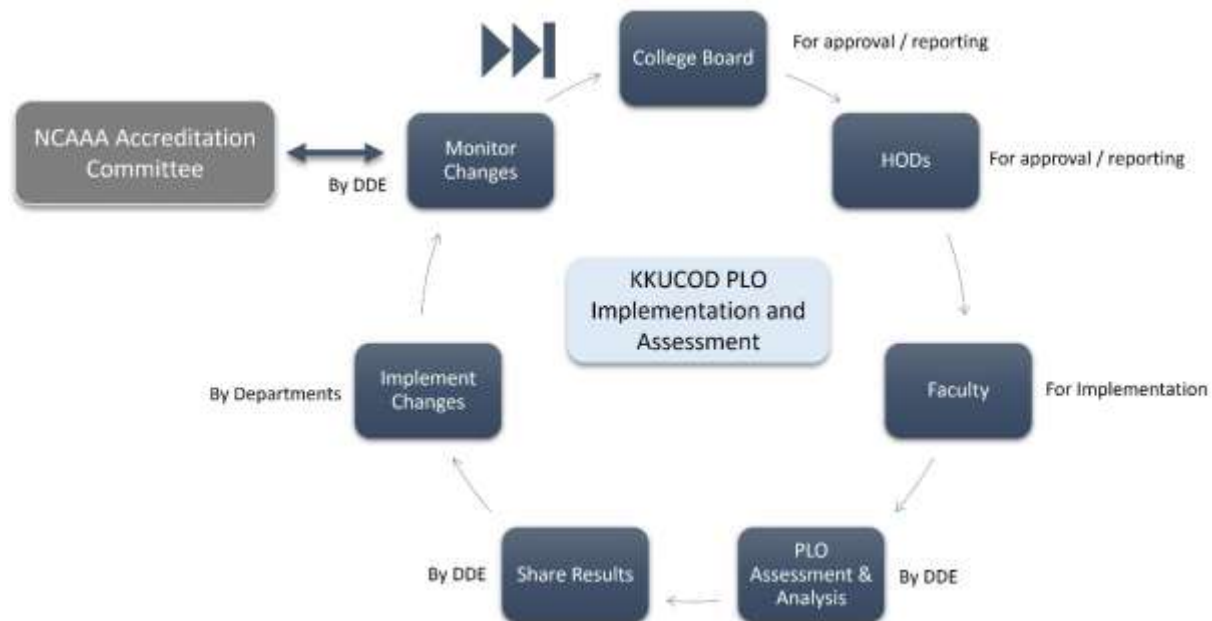 College Board
For approval / reporting
NCAAA Accreditation
Committee
By DDE
Monitor
Changes
HODs
For approval / reporting
KKUCOD PLO
Implementation and
Assessment
By Departments
Implement
Changes
Faculty
For Implementation
By DDE
Share Results
PLO
Assessment &
Analysis
By DDE